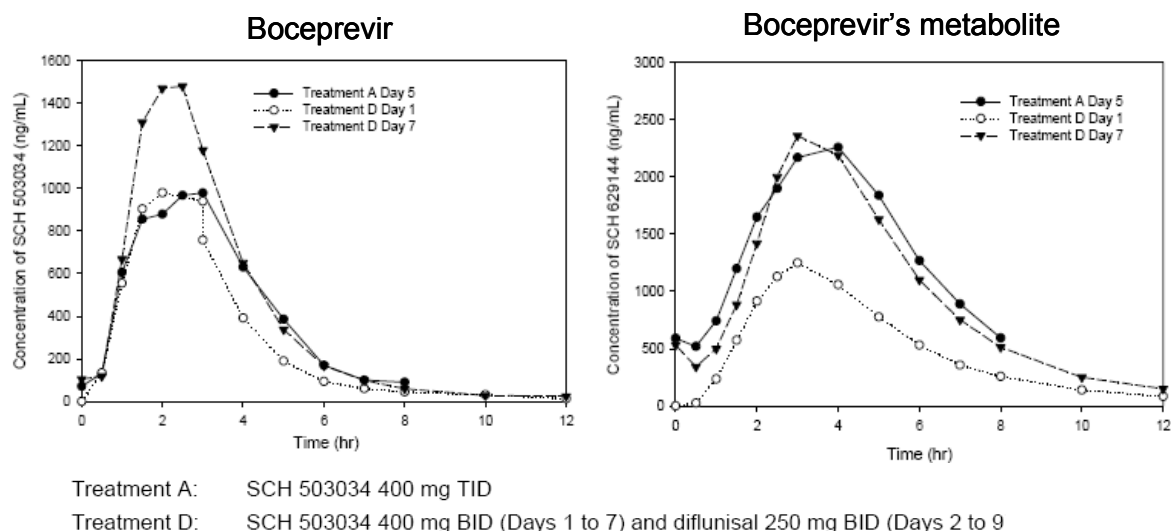 Boceprevir
Boceprevir's metabolite
Concentration of SCH 503034 (ng/mL)
1600
1400
1200
1000
800
600
400
200
0
Treatment A Day 5
Treatment D Day 1
Treatment D Day 7
0 2 4 6 8 10 12
Time (hr)
Concentration of SCH 629144 (ng/mL)
3000
2500
2000
1500
1000
500
0
Treatment A Day 5
Treatment D Day 1
Treatment D Day 7
0 2 4 6 8 10 12
Time (hr)
Treatment A: SCH 503034 400 mg TID
Treatment D: SCH 503034 400 mg BID (Days 1 to 7) and diflunisal 250 mg BID (Days 2 to 9